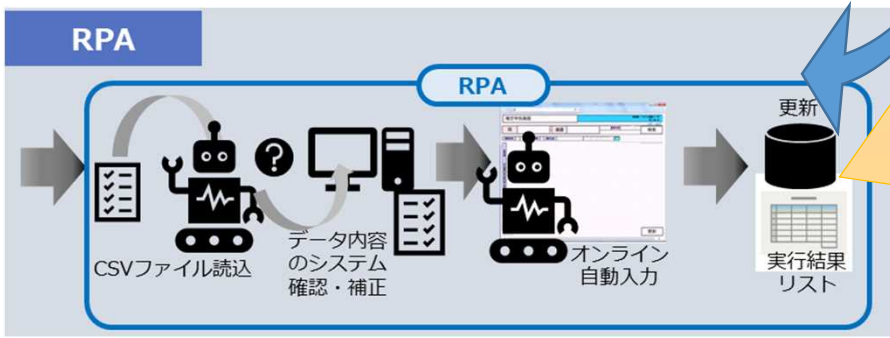 RPA
RPA
CSVファイル読込
データ内容
のシステム
確認・補正
オンライン
自動入力
更新
実行結果
リスト